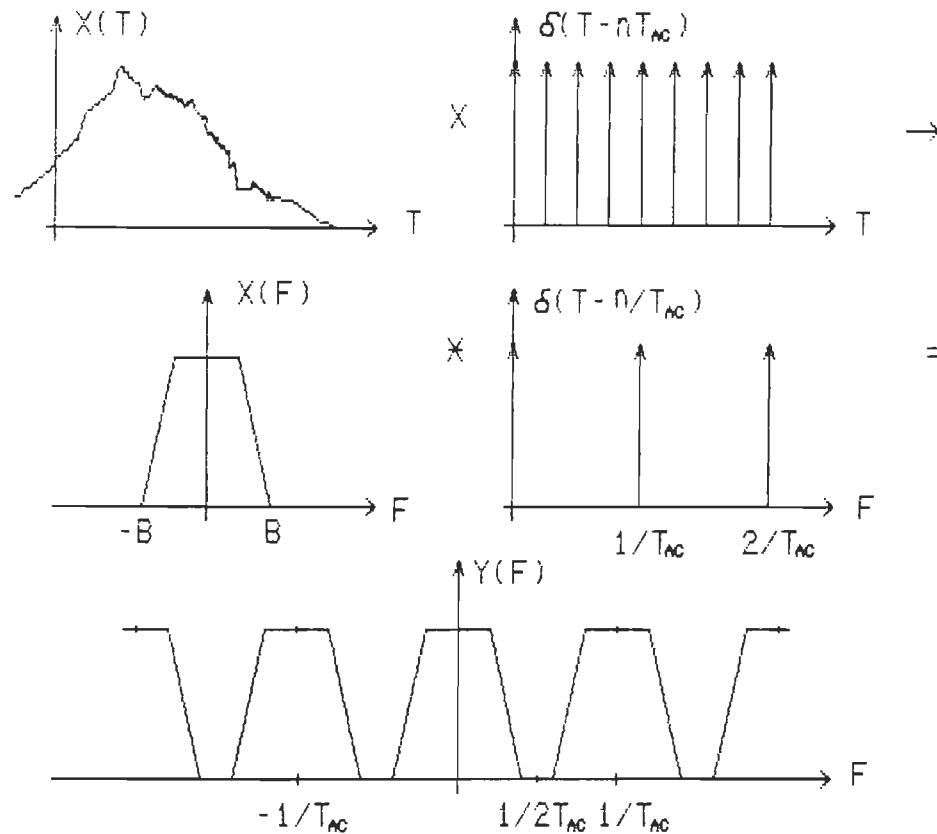 X(T)
δ(T-nT_AC)
X
→
T
T
X(F)
δ(T-n/T_AC)
*
=
-B
B
F
1/T_AC
2/T_AC
F
Y(F)
F
-1/T_AC
1/2T_AC
1/T_AC